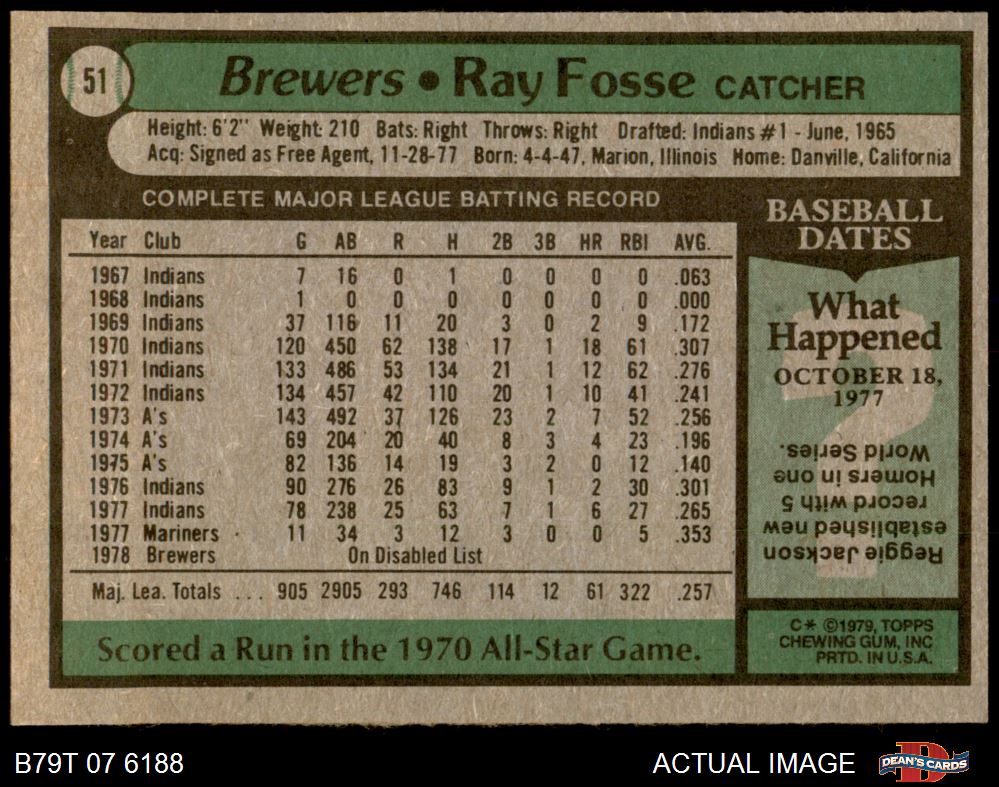 51
Brewers • Ray Fosse CATCHER
Height: 6'2" Weight: 210 Bats: Right Throws: Right Drafted: Indians #1 - June, 1965
Acq: Signed as Free Agent, 11-28-77 Born: 4-4-47, Marion, Illinois Home: Danville, California
COMPLETE MAJOR LEAGUE BATTING RECORD
Year Club G AB R H 2B 3B HR RBI AVG.
1967 Indians 7 16 0 1 0 0 0 0 .063
1968 Indians 1 0 0 0 0 0 0 0 .000
1969 Indians 37 116 11 20 3 0 2 9 .172
1970 Indians 120 450 62 138 17 1 18 61 .307
1971 Indians 133 486 53 134 21 1 12 62 .276
1972 Indians 134 457 42 110 20 1 10 41 .241
1973 A's 143 492 37 126 23 2 7 52 .256
1974 A's 69 204 20 40 8 3 4 23 .196
1975 A's 82 136 14 19 3 2 0 12 .140
1976 Indians 90 276 26 83 9 1 2 30 .301
1977 Indians 78 238 25 63 7 1 6 27 .265
1977 Mariners 11 34 3 12 3 0 0 5 .353
1978 Brewers On Disabled List
Maj. Lea. Totals ... 905 2905 293 746 114 12 61 322 .257
Scored a Run in the 1970 All-Star Game.
BASEBALL
DATES
What
Happened
OCTOBER 18,
1977
Reggie Jackson
established new
record with 5
Homers in one
World Series.
C* ©1979, TOPPS
CHEWING GUM, INC
PRTD. IN U.S.A.
B79T 07 6188
ACTUAL IMAGE
DEAN'S CARDS